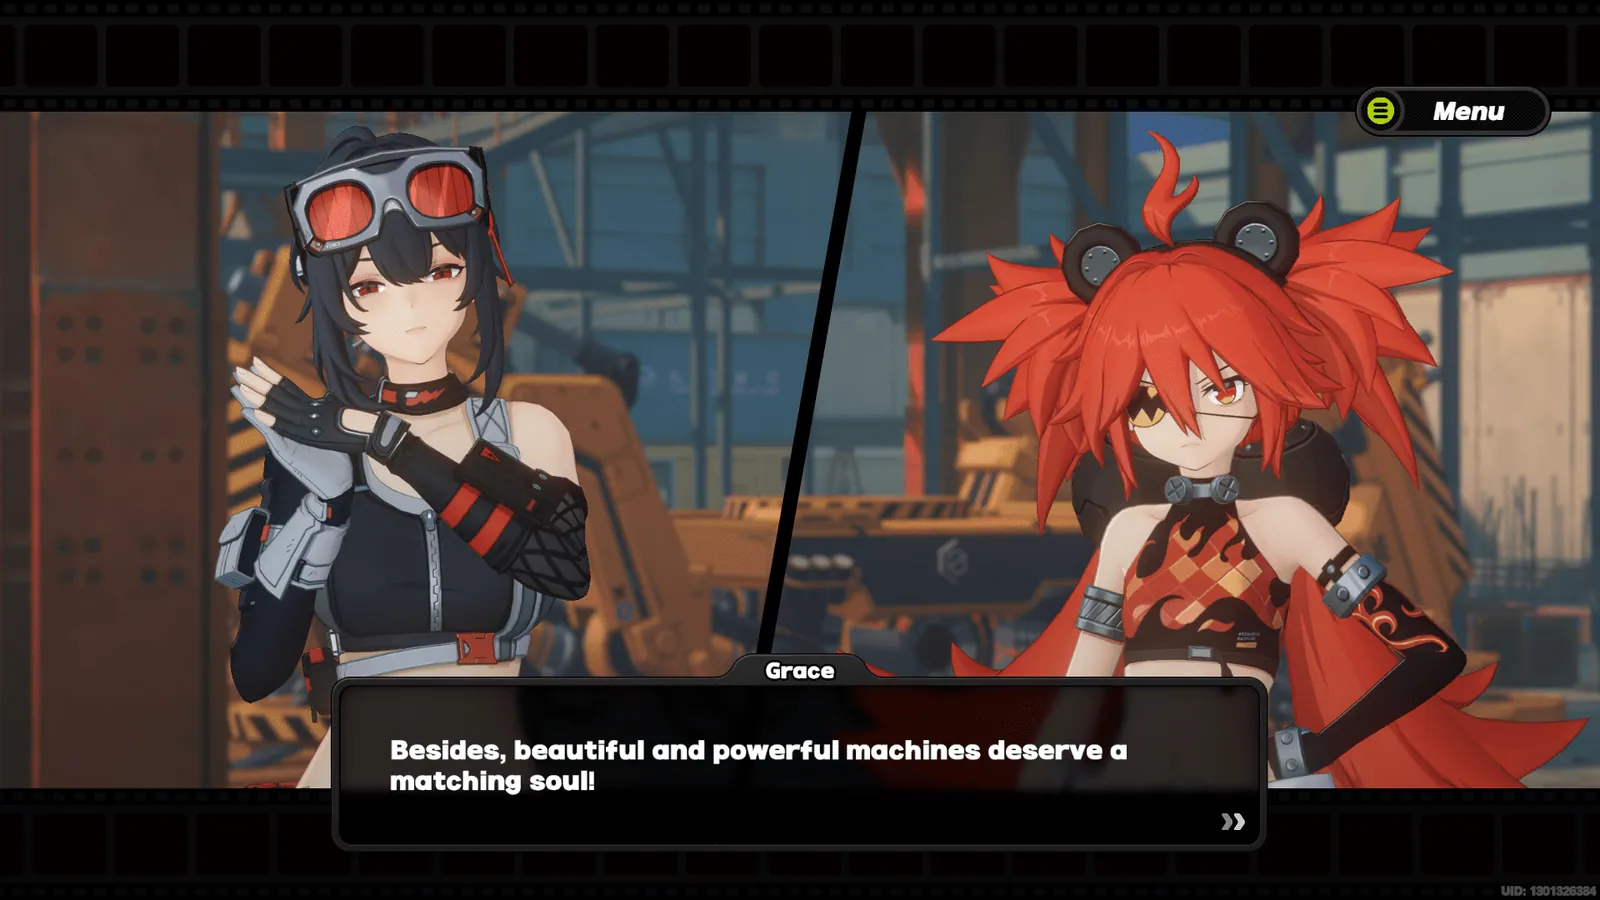 Menu
Grace
Besides, beautiful and powerful machines deserve a
matching soul!
UID: 1301326384